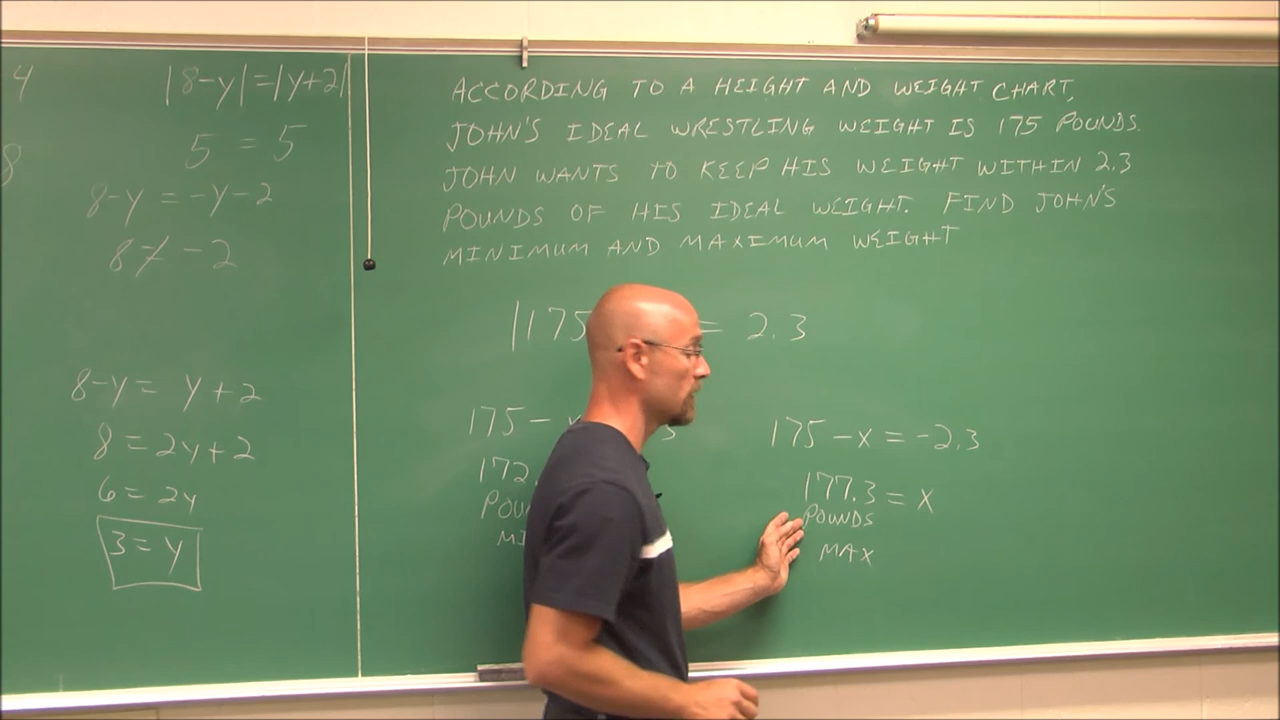 4
|8-y|=|y+2|
5 = 5
8
8-y = -y-2
8 ≠ -2
8-y = y+2
8 = 2y+2
6 = 2y
3 = y
ACCORDING TO A HEIGHT AND WEIGHT CHART,
JOHN'S IDEAL WRESTLING WEIGHT IS 175 POUNDS.
JOHN WANTS TO KEEP HIS WEIGHT WITHIN 2.3
POUNDS OF HIS IDEAL WEIGHT. FIND JOHN'S
MINIMUM AND MAXIMUM WEIGHT
|175 = 2.3
175 - 3
172.
175 - x = -2.3
177.3 = x
POUNDS
MAX